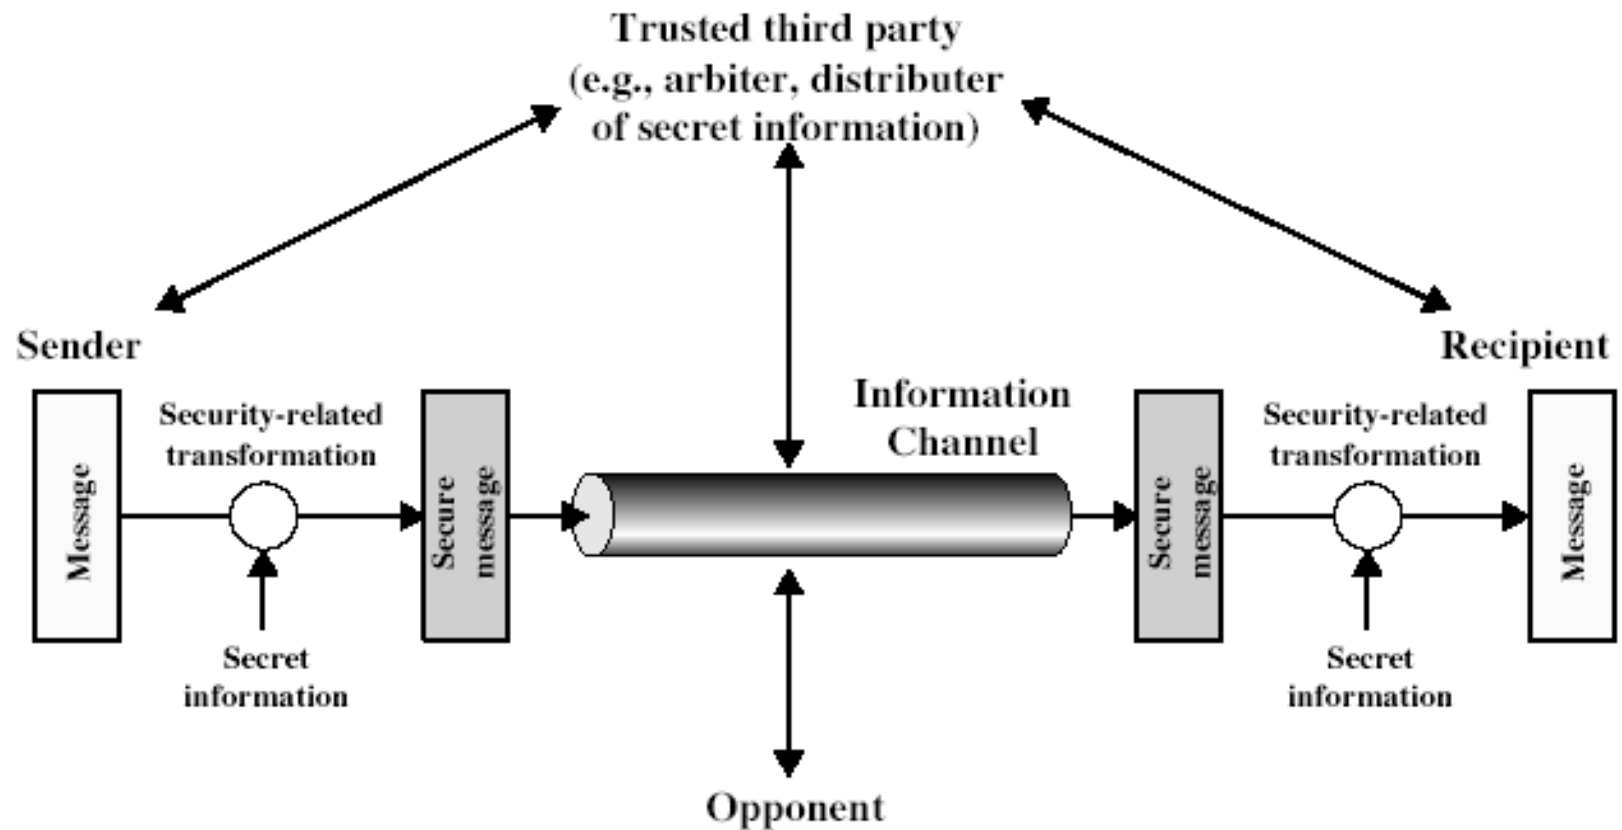 Trusted third party
(e.g., arbiter, distributer
of secret information)
Sender
Recipient
Information
Channel
Security-related
transformation
Security-related
transformation
Message
Secure
message
Secure
message
Message
Secret
information
Secret
information
Opponent